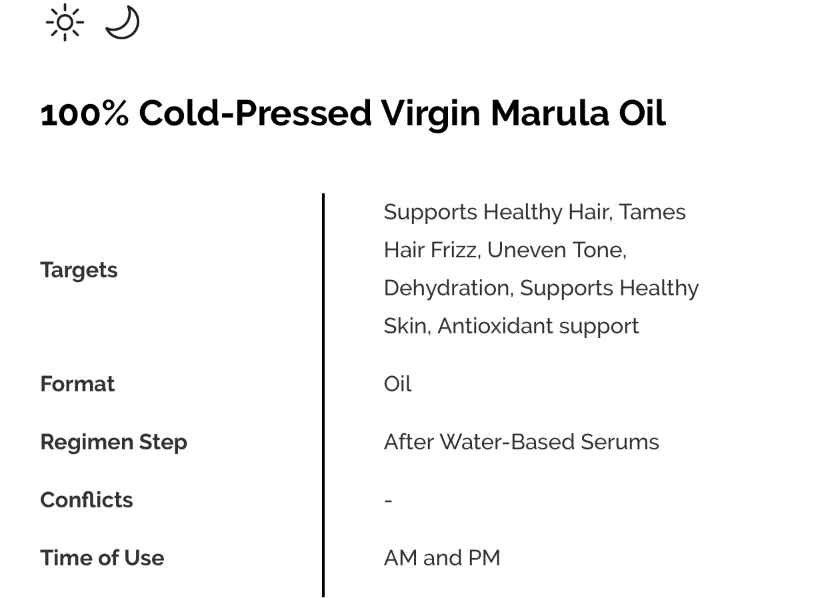 100% Cold-Pressed Virgin Marula Oil
Targets
Supports Healthy Hair, Tames
Hair Frizz, Uneven Tone,
Dehydration, Supports Healthy
Skin, Antioxidant support
Format
Oil
Regimen Step
After Water-Based Serums
Conflicts
-
Time of Use
AM and PM